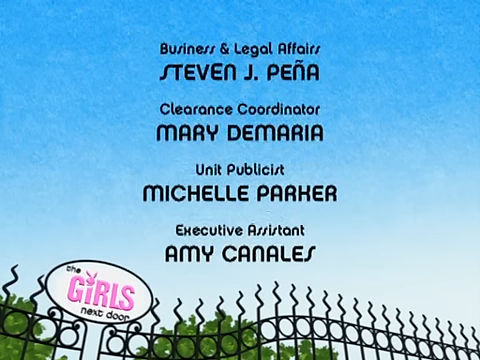 Business & Legal Affairs
STEVEN J. PEÑA
Clearance Coordinator
MARY DEMARIA
Unit Publicist
MICHELLE PARKER
Executive Assistant
AMY CANALES
the
GiRLS
next door